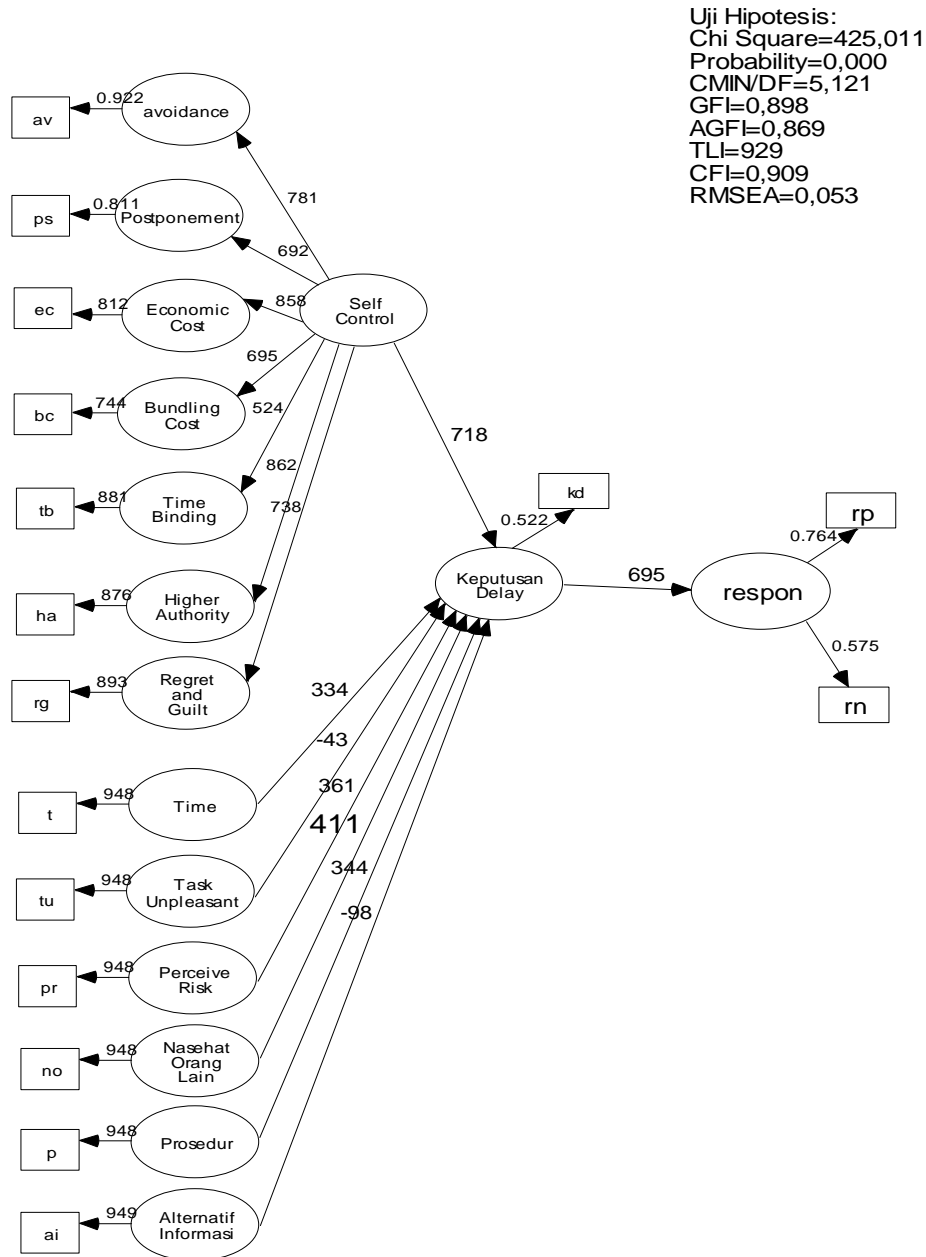 Uji Hipotesis:
Chi Square=425,011
Probability=0,000
CMIN/DF=5,121
GFI=0,898
AGFI=0,869
TLI=929
CFI=0,909
RMSEA=0,053
av
0.922
avoidance
781
ps
0.811
Postponement
692
ec
812
Economic
Cost
858
Self
Control
bc
744
Bundling
Cost
695
tb
881
Time
Binding
524
ha
876
Higher
Authority
862
rg
893
Regret
and
Guilt
738
718
kd
0.522
Keputusan
Delay
695
respon
0.764
rp
0.575
rn
t
948
Time
334
tu
948
Task
Unpleasant
-43
pr
948
Perceive
Risk
361
no
948
Nasehat
Orang
Lain
411
p
948
Prosedur
344
ai
949
Alternatif
Informasi
-98